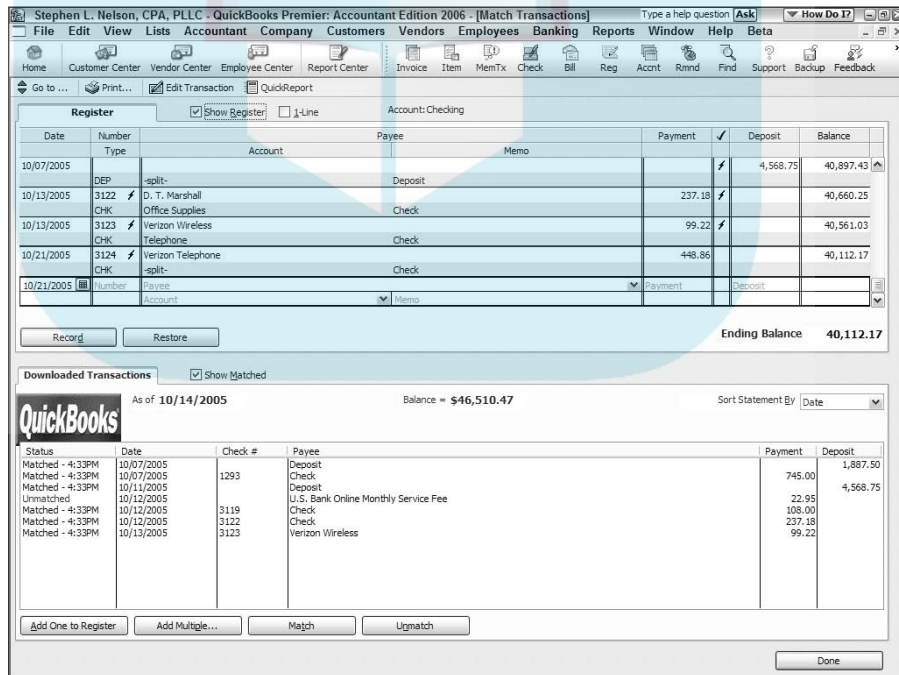 Stephen L. Nelson, CPA, PLLC - QuickBooks Premier: Accountant Edition 2006 - [Match Transactions] Type a help question Ask How Do I?
File Edit View Lists Accountant Company Customers Vendors Employees Banking Reports Window Help Beta
Home Customer Center Vendor Center Employee Center Report Center Invoice Item MemTx Check Bill Reg Accnt Rmnd Find Support Backup Feedback
Go to ... Print... Edit Transaction QuickReport
Register Show Register 1-Line Account: Checking
Date Number Payee Payment ✓ Deposit Balance
Type Account Memo
10/07/2005 4,568.75 40,897.43
DEP -split- Deposit
10/13/2005 3122 D. T. Marshall 237.18 40,660.25
CHK Office Supplies Check
10/13/2005 3123 Verizon Wireless 99.22 40,561.03
CHK Telephone Check
10/21/2005 3124 Verizon Telephone 448.86 40,112.17
CHK -split- Check
10/21/2005 Number Payee Payment Deposit
Account Memo
Record Restore Ending Balance 40,112.17
Downloaded Transactions Show Matched
As of 10/14/2005 Balance = $46,510.47 Sort Statement By Date
QuickBooks
Status Date Check # Payee Payment Deposit
Matched - 4:33PM 10/07/2005 Deposit 1,887.50
Matched - 4:33PM 10/07/2005 1293 Check 745.00
Matched - 4:33PM 10/11/2005 Deposit 4,568.75
Unmatched 10/12/2005 U.S. Bank Online Monthly Service Fee 22.95
Matched - 4:33PM 10/12/2005 3119 Check 108.00
Matched - 4:33PM 10/12/2005 3122 Check 237.18
Matched - 4:33PM 10/13/2005 3123 Verizon Wireless 99.22
Add One to Register Add Multiple... Match Unmatch
Done